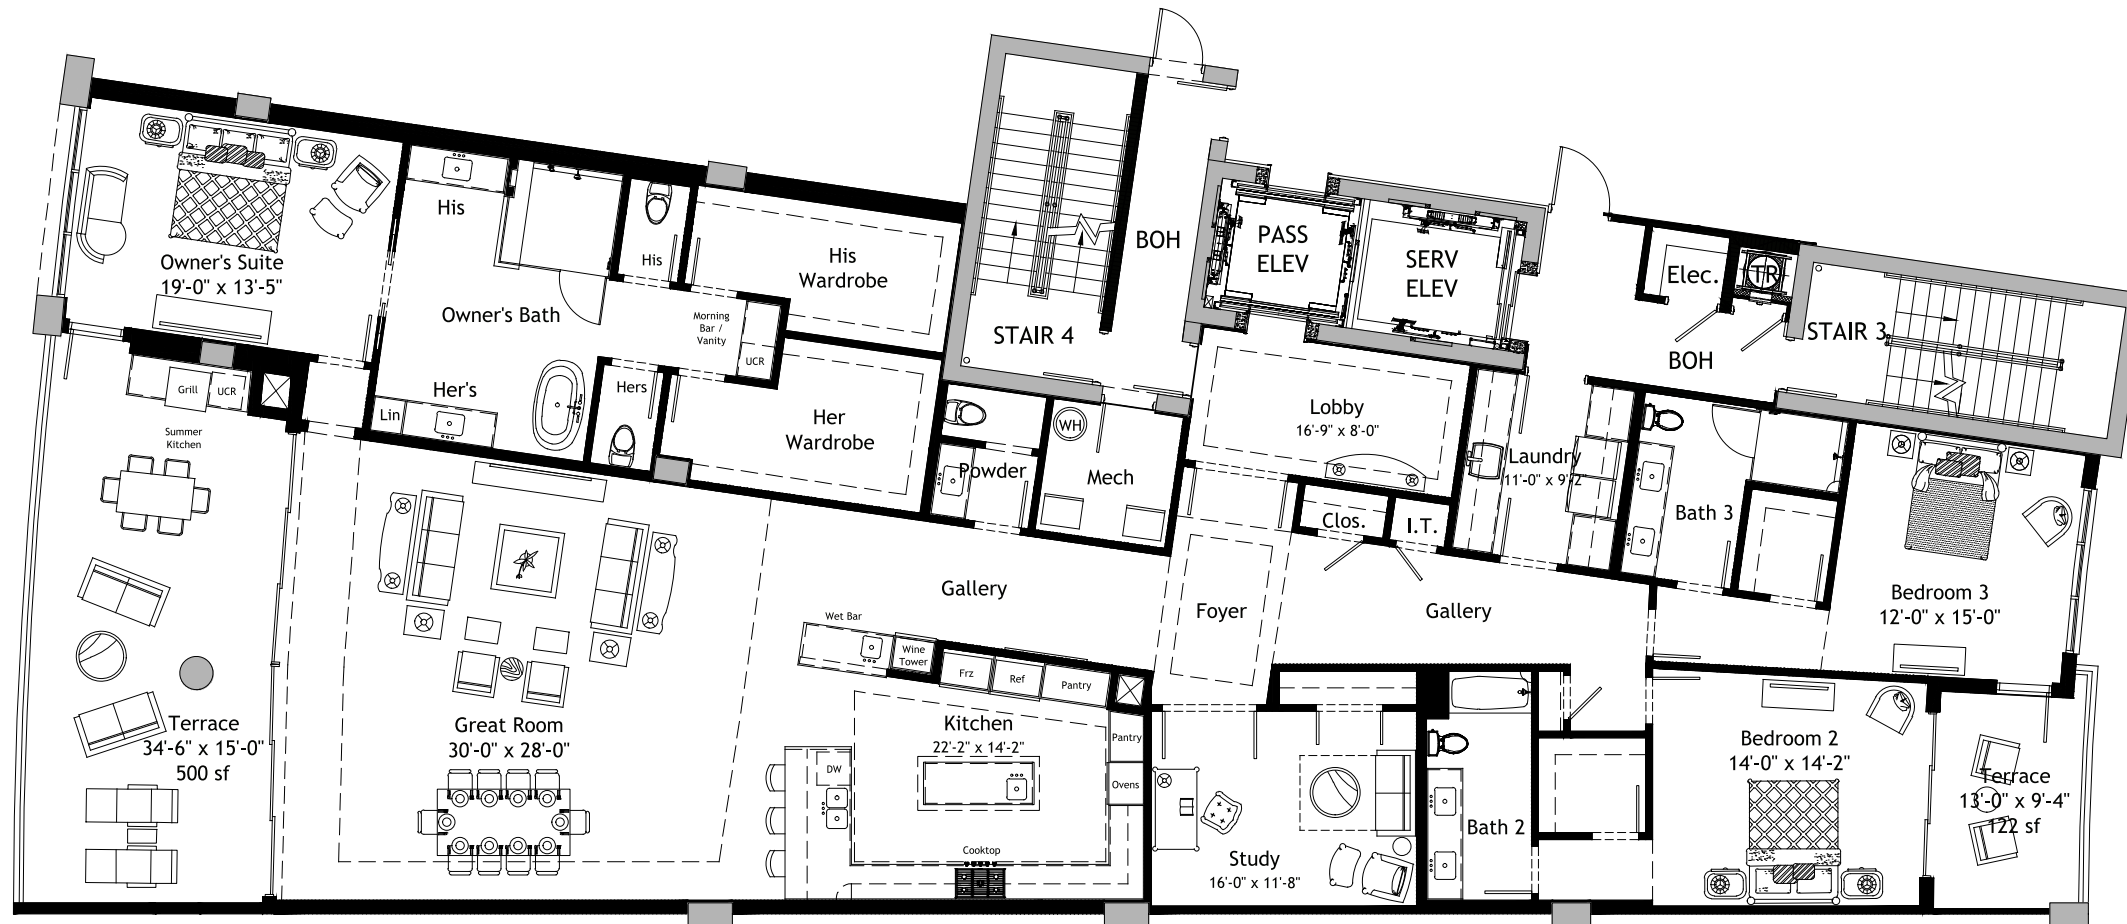 Owner's Suite
19'-0" x 13'-5"
His
Owner's Bath
Her's
Lin
His
Hers
Morning
Bar /
Vanity
UCR
His
Wardrobe
Her
Wardrobe
STAIR 4
BOH
PASS
ELEV
SERV
ELEV
Elec.
TR
STAIR 3
BOH
Grill
UCR
Summer
Kitchen
Powder
WH
Mech
Lobby
16'-9" x 8'-0"
Clos.
I.T.
Laundry
11'-0" x 9'-2"
Bath 3
Bedroom 3
12'-0" x 15'-0"
Gallery
Foyer
Gallery
Wet Bar
Wine
Tower
Frz
Ref
Pantry
Terrace
34'-6" x 15'-0"
500 sf
Great Room
30'-0" x 28'-0"
Kitchen
22'-2" x 14'-2"
Pantry
Ovens
DW
Cooktop
Study
16'-0" x 11'-8"
Bath 2
Bedroom 2
14'-0" x 14'-2"
Terrace
13'-0" x 9'-4"
122 sf